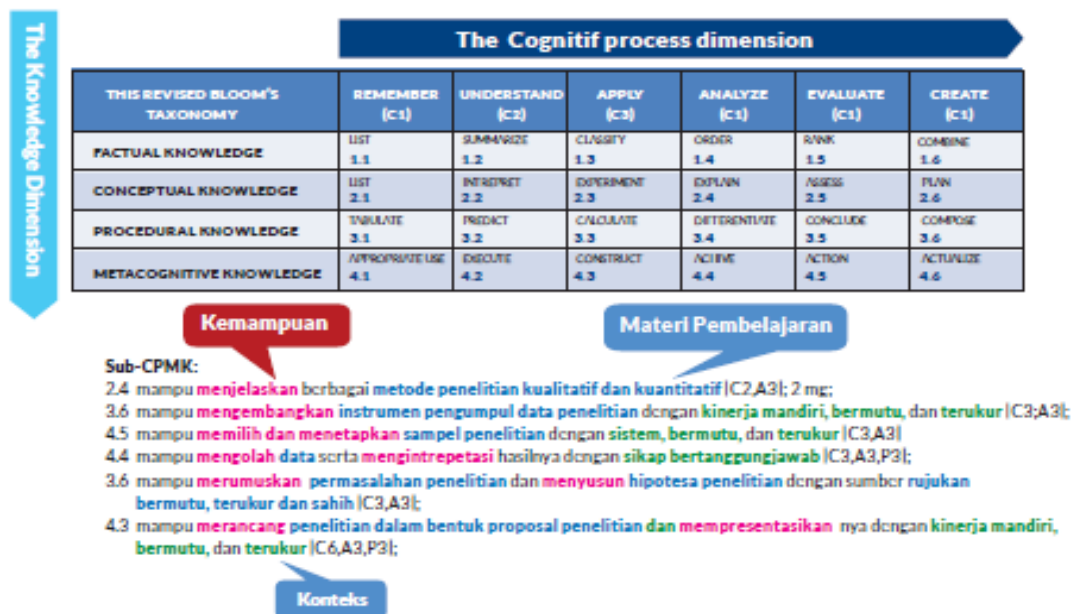 The Knowledge Dimension
The Cognitif process dimension
THIS REVISED BLOOM'S TAXONOMY REMEMBER (C1) UNDERSTAND (C2) APPLY (C3) ANALYZE (C1) EVALUATE (C1) CREATE (C1)
FACTUAL KNOWLEDGE LIST 1.1 SUMMARIZE 1.2 CLASSIFY 1.3 ORDER 1.4 RANK 1.5 COMBINE 1.6
CONCEPTUAL KNOWLEDGE LIST 2.1 INTREPRET 2.2 EXPERIMENT 2.3 EXPLAIN 2.4 ASSESS 2.5 PLAN 2.6
PROCEDURAL KNOWLEDGE TABULATE 3.1 PREDICT 3.2 CALCULATE 3.3 DIFFERENTIATE 3.4 CONCLUDE 3.5 COMPOSE 3.6
METACOGNITIVE KNOWLEDGE APPROPRIATE USE 4.1 EXECUTE 4.2 CONSTRUCT 4.3 4.4 ACTION 4.5 ACTUALIZE 4.6
Kemampuan
Materi Pembelajaran
Sub-CPMK:
2.4 mampu menjelaskan berbagai metode penelitian kualitatif dan kuantitatif [C2,A3]; 2 mg;
3.6 mampu mengembangkan instrumen pengumpul data penelitian dengan kinerja mandiri, bermutu, dan terukur [C3;A3];
4.5 mampu memilih dan menetapkan sampel penelitian dengan sistem, bermutu, dan terukur [C3,A3]
4.4 mampu mengolah data serta mengintrepetasi hasilnya dengan sikap bertanggungjawab [C3,A3,P3];
3.6 mampu merumuskan permasalahan penelitian dan menyusun hipotesa penelitian dengan sumber rujukan
bermutu, terukur dan sahih [C3,A3];
4.3 mampu merancang penelitian dalam bentuk proposal penelitian dan mempresentasikan nya dengan kinerja mandiri,
bermutu, dan terukur [C6,A3,P3];
Konteks